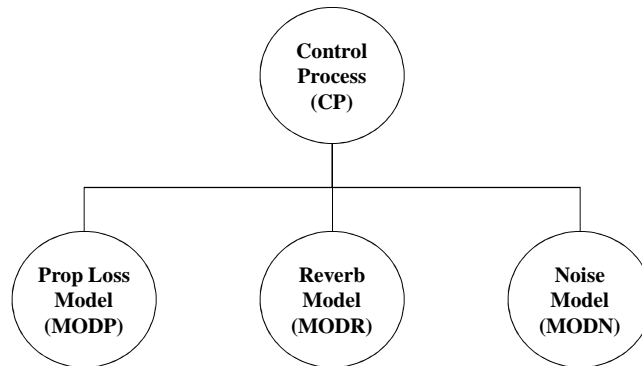 Control
Process
(CP)
Prop Loss
Model
(MODP)
Reverb
Model
(MODR)
Noise
Model
(MODN)